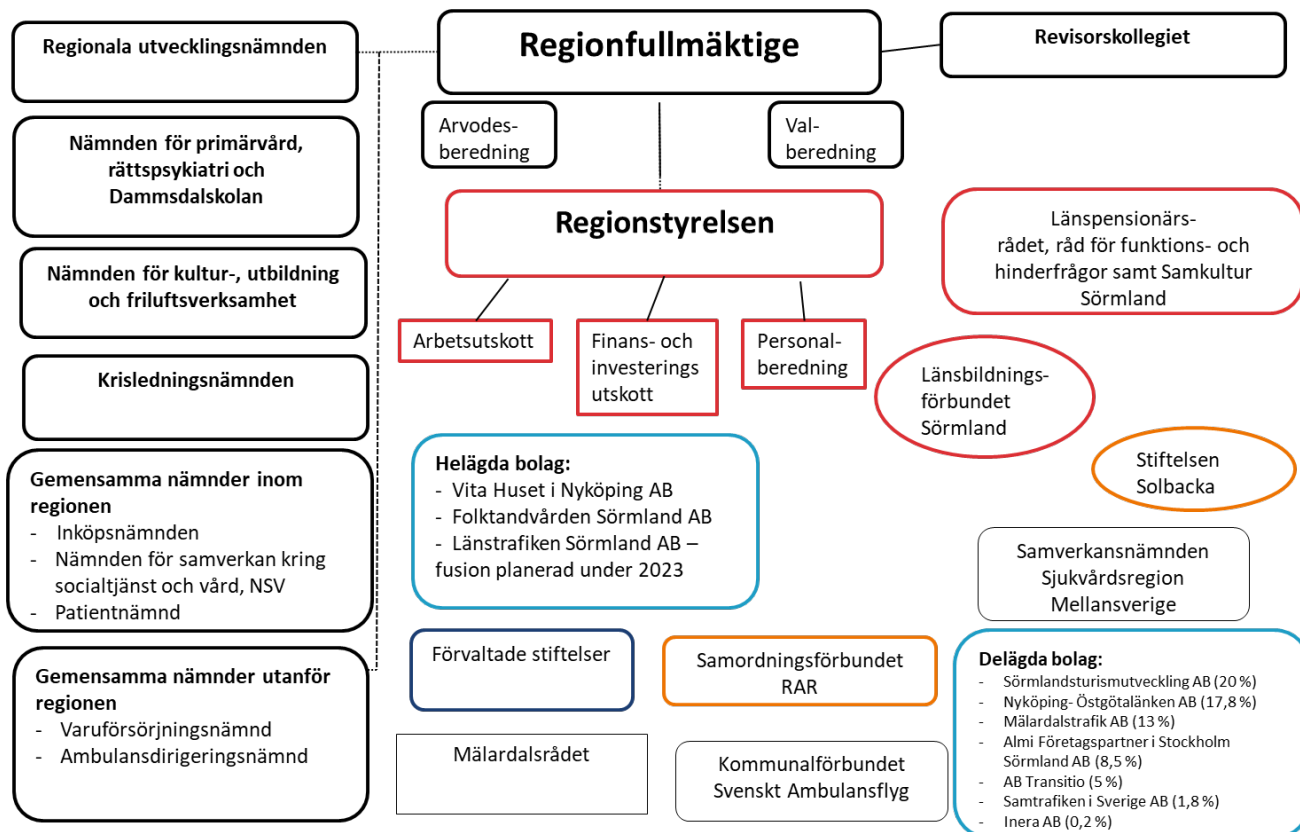 Regionala utvecklingsnämnden
Regionfullmäktige
Revisorskollegiet
Arvodes-
beredning
Val-
beredning
Nämnden för primärvård,
rättspsykiatri och
Dammsdalskolan
Regionstyrelsen
Länspensionärs-
rådet, råd för funktions- och
hinderfrågor samt Samkultur
Sörmland
Nämnden för kultur-, utbildning
och friluftsverksamhet
Arbetsutskott
Finans- och
investerings
utskott
Personal-
beredning
Krisledningsnämnden
Länsbildnings-
förbundet
Sörmland
Gemensamma nämnder inom
regionen
- Inköpsnämnden
- Nämnden för samverkan kring
socialtjänst och vård, NSV
- Patientnämnd
Helägda bolag:
- Vita Huset i Nyköping AB
- Folktandvården Sörmland AB
- Länstrafiken Sörmland AB –
fusion planerad under 2023
Stiftelsen
Solbacka
Samverkansnämnden
Sjukvårdsregion
Mellansverige
Gemensamma nämnder utanför
regionen
- Varuförsörjningsnämnd
- Ambulansdirigeringsnämnd
Förvaltade stiftelser
Samordningsförbundet
RAR
Delägda bolag:
- Sörmlandsturismutveckling AB (20 %)
- Nyköping- Östgötalänken AB (17,8 %)
- Mälardalstrafik AB (13 %)
- Almi Företagspartner i Stockholm
Sörmland AB (8,5 %)
- AB Transitio (5 %)
- Samtrafiken i Sverige AB (1,8 %)
- Inera AB (0,2 %)
Mälardalsrådet
Kommunalförbundet
Svenskt Ambulansflyg